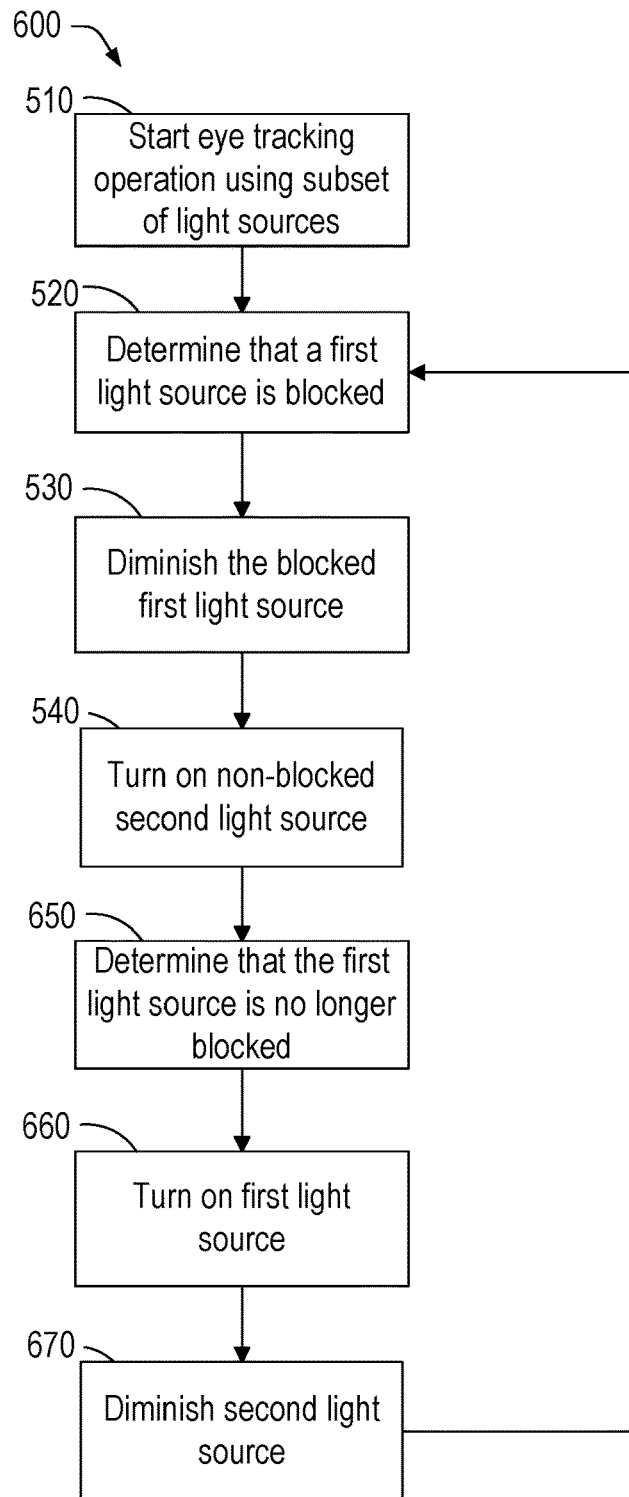 600
510
Start eye tracking
operation using subset
of light sources
520
Determine that a first
light source is blocked
530
Diminish the blocked
first light source
540
Turn on non-blocked
second light source
650
Determine that the first
light source is no longer
blocked
660
Turn on first light
source
670
Diminish second light
source